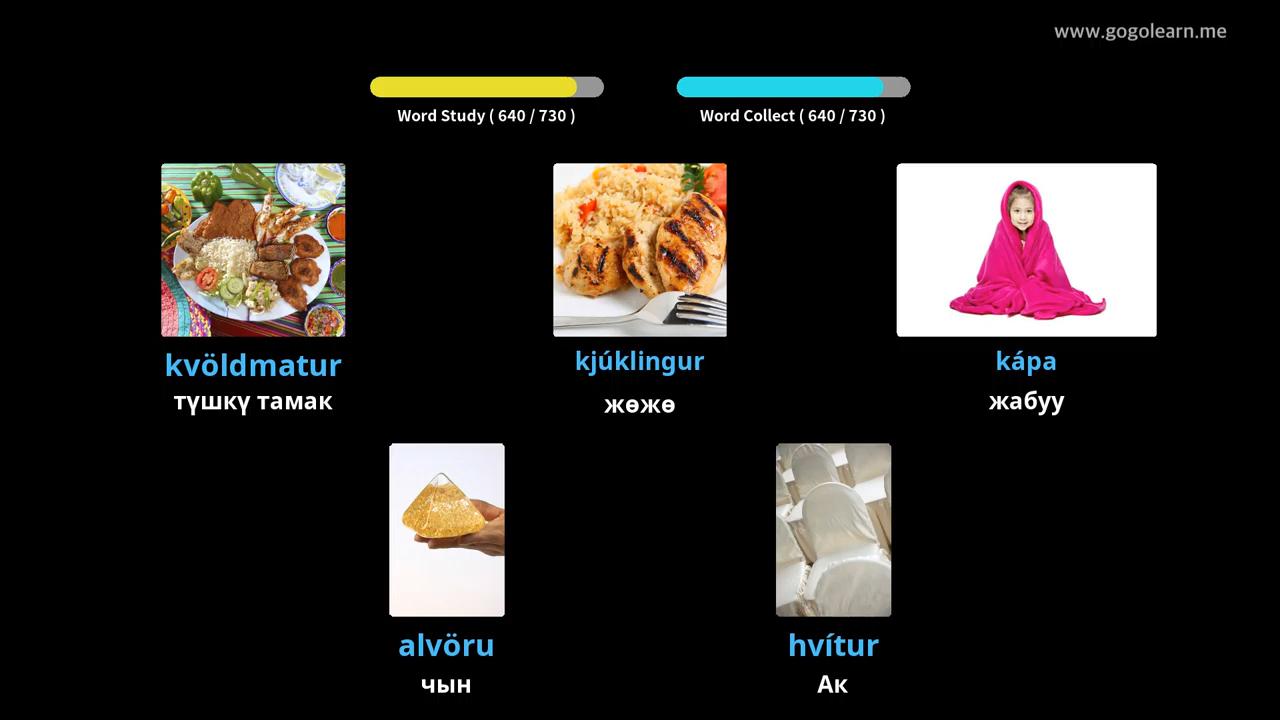 www.gogolearn.me
Word Study ( 640 / 730 )
Word Collect ( 640 / 730 )
kvöldmatur
түшкү тамак
kjúklingur
жөжө
kápa
жабуу
alvöru
чын
hvítur
Ак